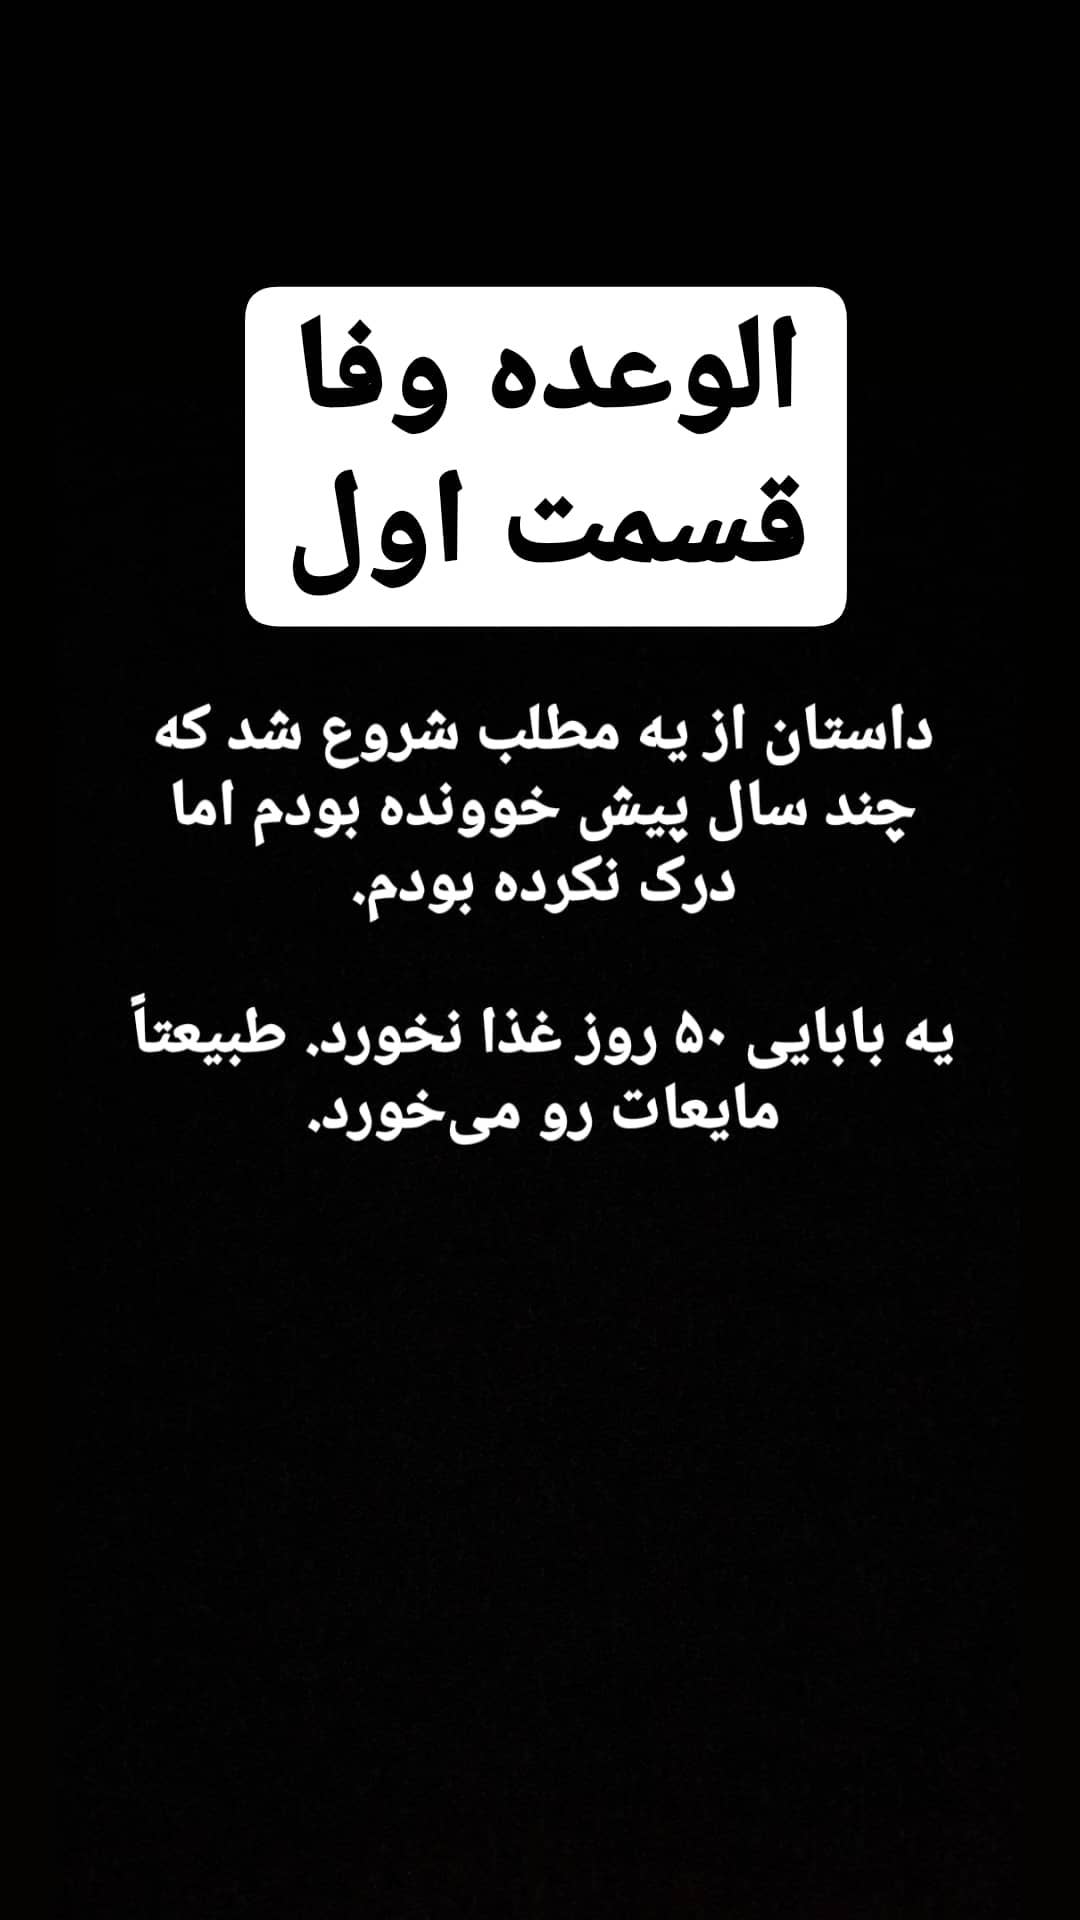 الوعده وفا
قسمت اول
داستان از یه مطلب شروع شد که
چند سال پیش خوونده بودم اما
درک نکرده بودم.
یه بابایی ۵۰ روز غذا نخورد. طبیعتاً
مایعات رو می‌خورد.